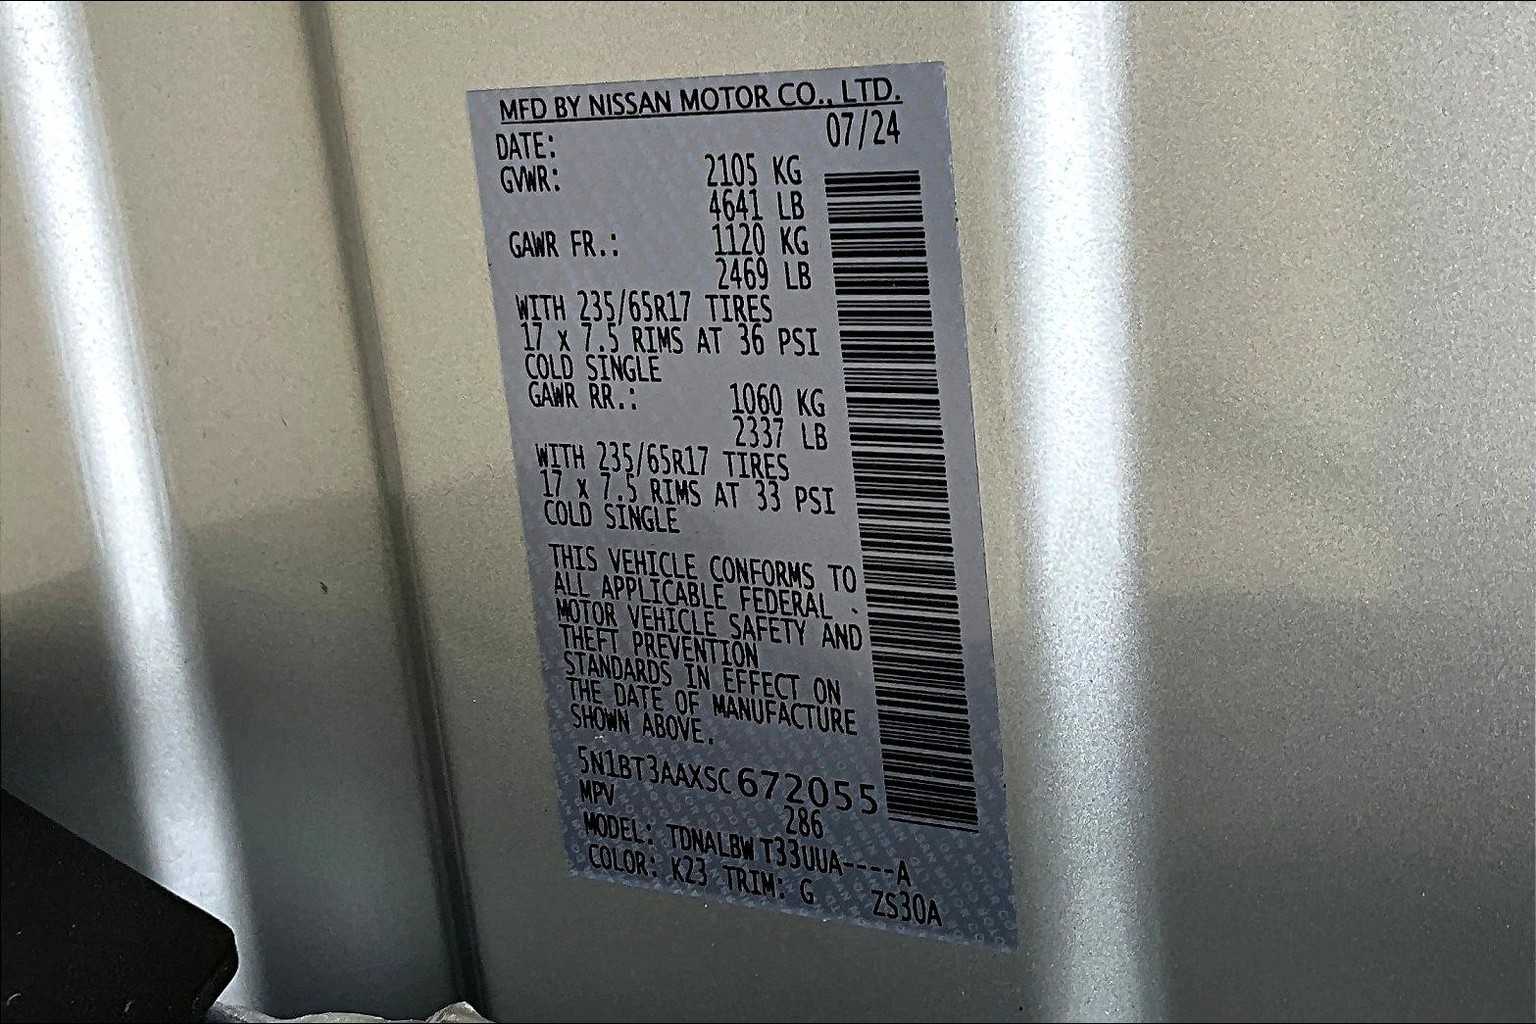 MFD BY NISSAN MOTOR CO., LTD.
DATE: 07/24
GVWR: 2105 KG
4641 LB
GAWR FR.: 1120 KG
2469 LB
WITH 235/65R17 TIRES
17 x 7.5 RIMS AT 36 PSI
COLD SINGLE
GAWR RR.: 1060 KG
2337 LB
WITH 235/65R17 TIRES
17 x 7.5 RIMS AT 33 PSI
COLD SINGLE
THIS VEHICLE CONFORMS TO
ALL APPLICABLE FEDERAL
MOTOR VEHICLE SAFETY AND
THEFT PREVENTION
STANDARDS IN EFFECT ON
THE DATE OF MANUFACTURE
SHOWN ABOVE.
5N1BT3AAXSC672055
MPV 286
MODEL: TDNALBW T33UUA----A
COLOR: K23 TRIM: G ZS30A